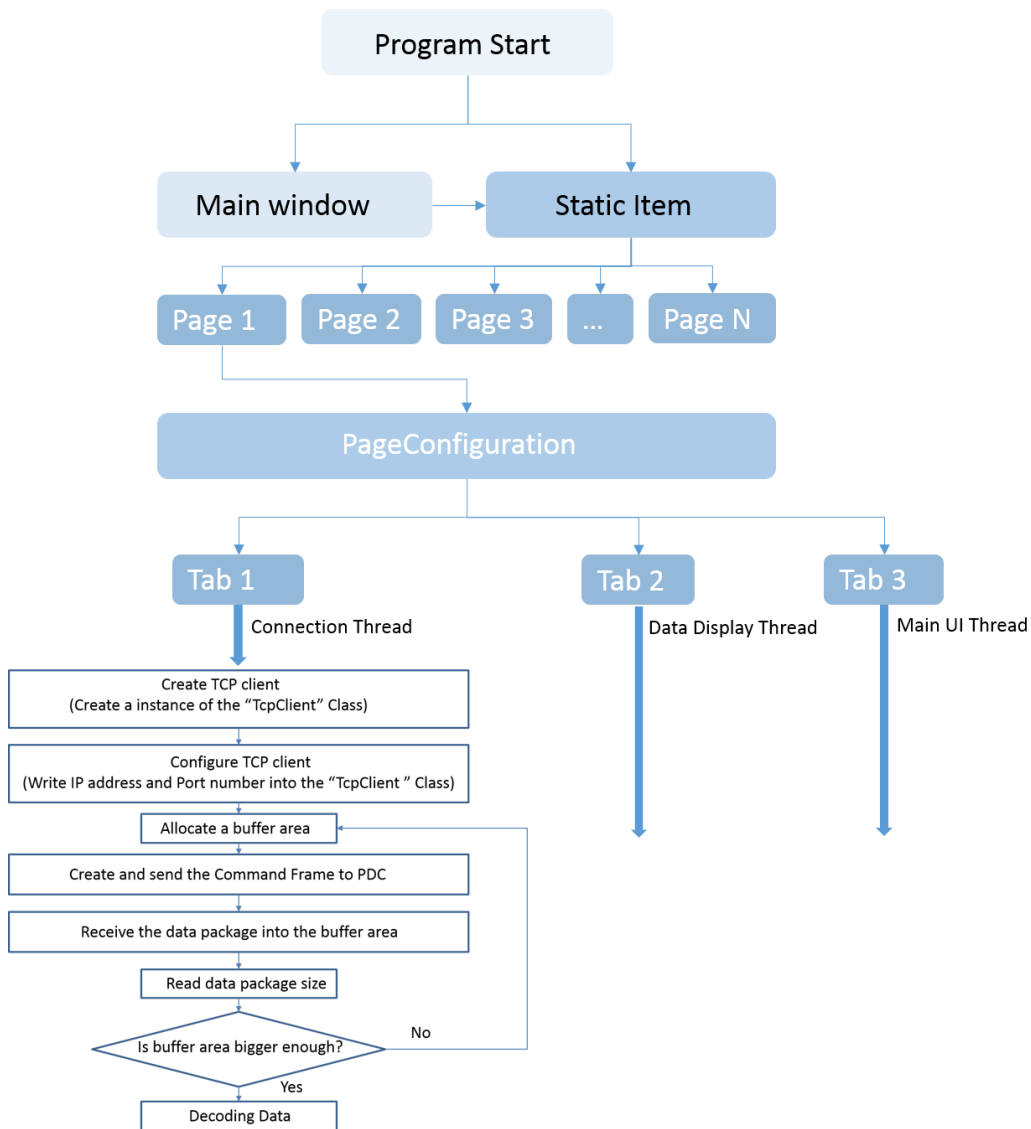 Program Start
Main window
Static Item
Page 1
Page 2
Page 3
...
Page N
PageConfiguration
Tab 1
Tab 2
Tab 3
Connection Thread
Data Display Thread
Main UI Thread
Create TCP client
(Create a instance of the “TcpClient” Class)
Configure TCP client
(Write IP address and Port number into the “TcpClient ” Class)
Allocate a buffer area
Create and send the Command Frame to PDC
Receive the data package into the buffer area
Read data package size
Is buffer area bigger enough?
No
Yes
Decoding Data